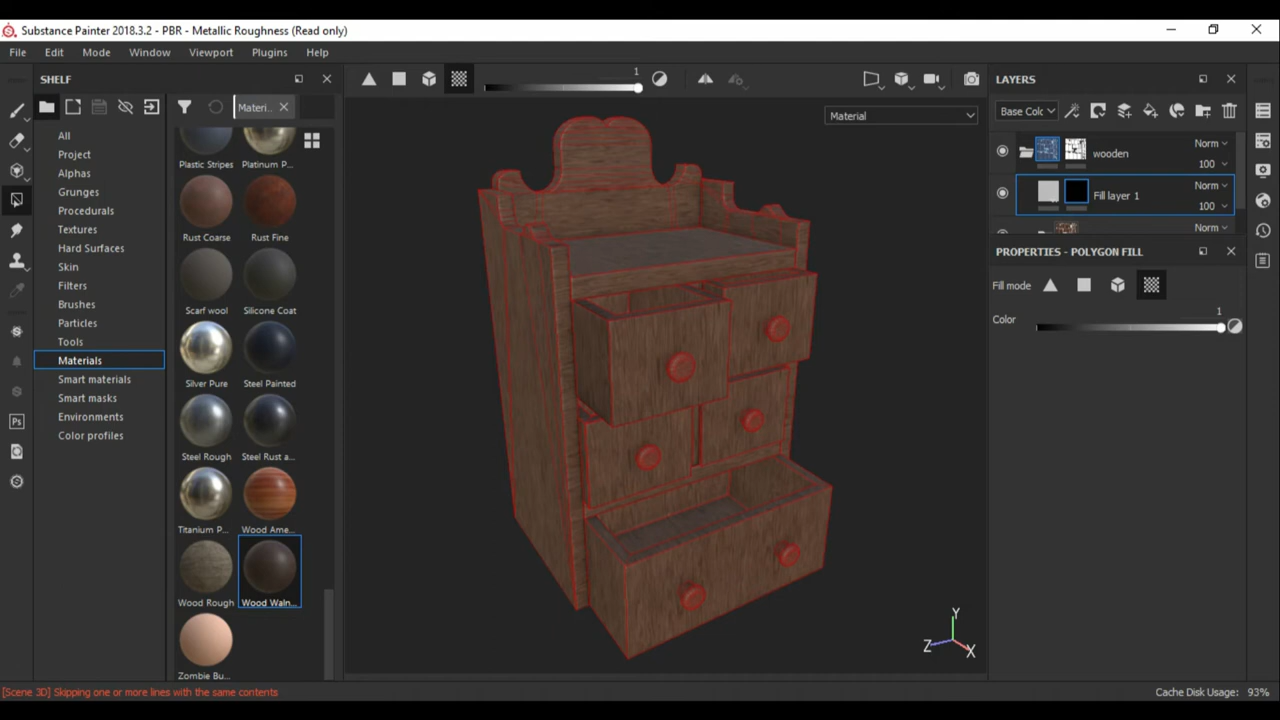 Substance Painter 2018.3.2 - PBR - Metallic Roughness (Read only)
File Edit Mode Window Viewport Plugins Help
SHELF
1
LAYERS
Materi..
Base Colo
Material
All
Project
Alphas
Grunges
Procedurals
Textures
Hard Surfaces
Skin
Filters
Brushes
Particles
Tools
Materials
Smart materials
Smart masks
Environments
Color profiles
Plastic Stripes Platinum P...
Rust Coarse Rust Fine
Scarf wool Silicone Coat
Silver Pure Steel Painted
Steel Rough Steel Rust a...
Titanium P... Wood Ame...
Wood Rough Wood Waln...
Zombie Bu...
wooden Norm
100
Fill layer 1 Norm
100
Norm
PROPERTIES - POLYGON FILL
Fill mode
Color 1
Y
Z X
Ps
[Scene 3D] Skipping one or more lines with the same contents
Cache Disk Usage: 93%